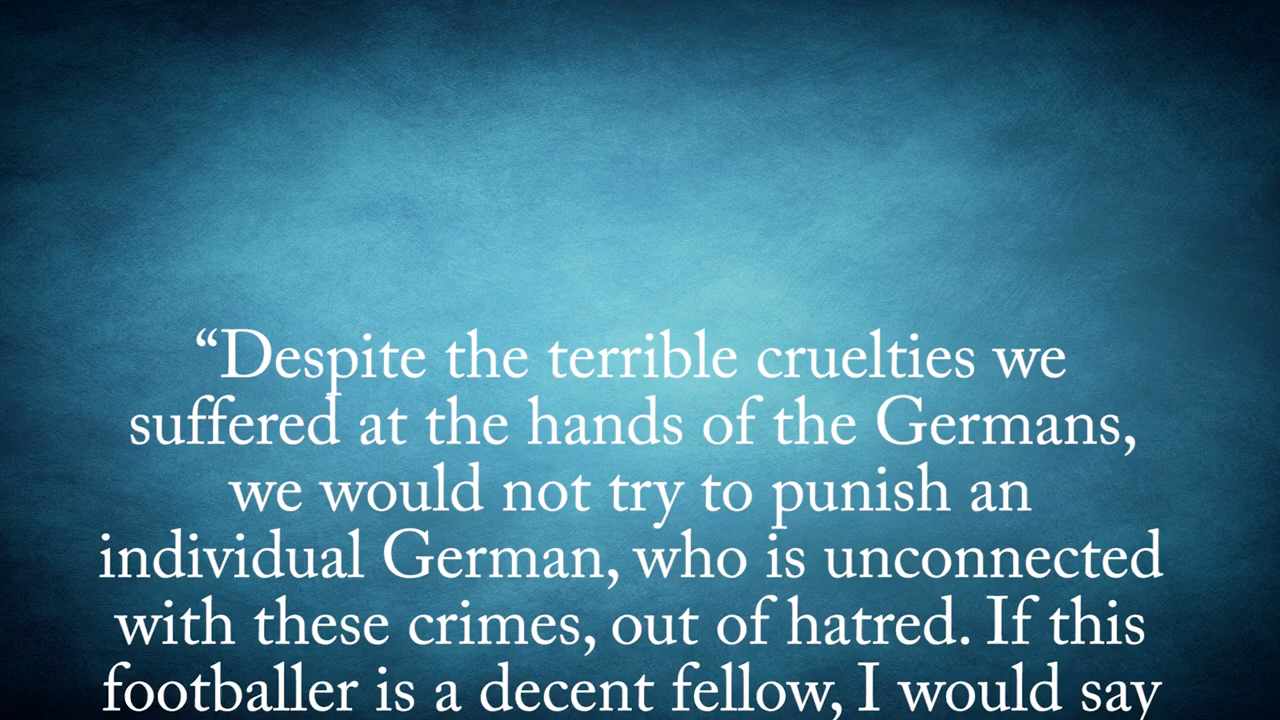 “Despite the terrible cruelties we
suffered at the hands of the Germans,
we would not try to punish an
individual German, who is unconnected
with these crimes, out of hatred. If this
footballer is a decent fellow, I would say